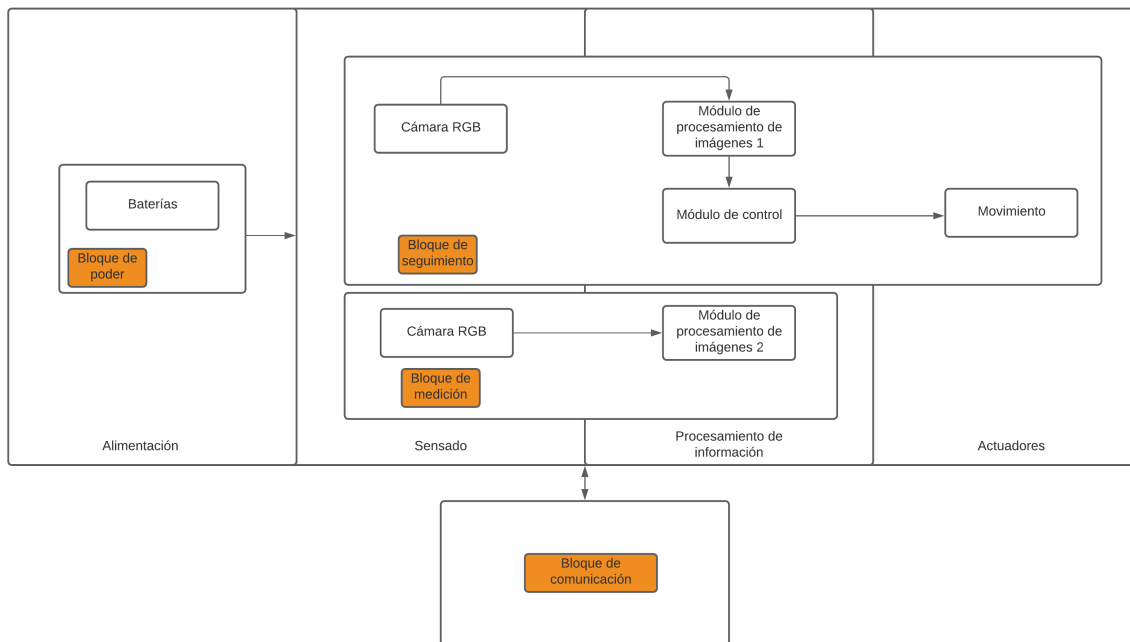 Cámara RGB
Módulo de
procesamiento de
imágenes 1
Baterías
Bloque de
poder
Módulo de control
Movimiento
Bloque de
seguimiento
Cámara RGB
Módulo de
procesamiento de
imágenes 2
Bloque de
medición
Alimentación
Sensado
Procesamiento de
información
Actuadores
Bloque de
comunicación